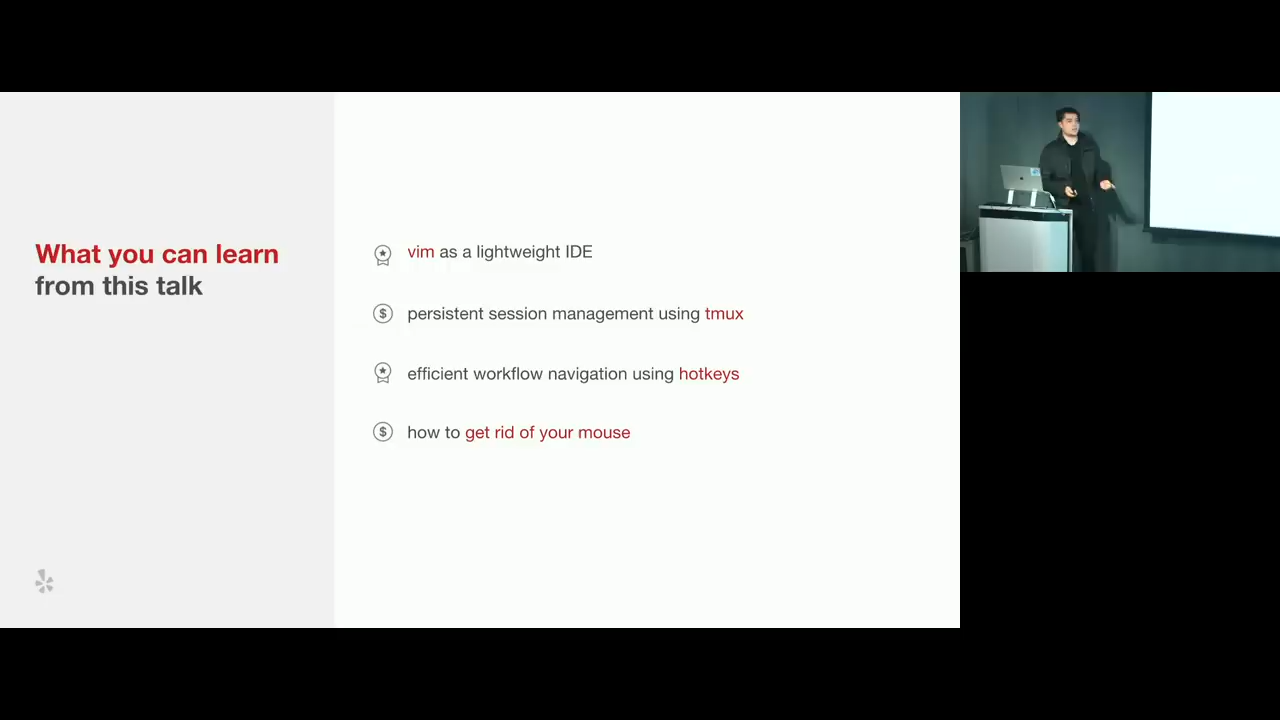 What you can learn
from this talk
vim as a lightweight IDE
persistent session management using tmux
efficient workflow navigation using hotkeys
how to get rid of your mouse